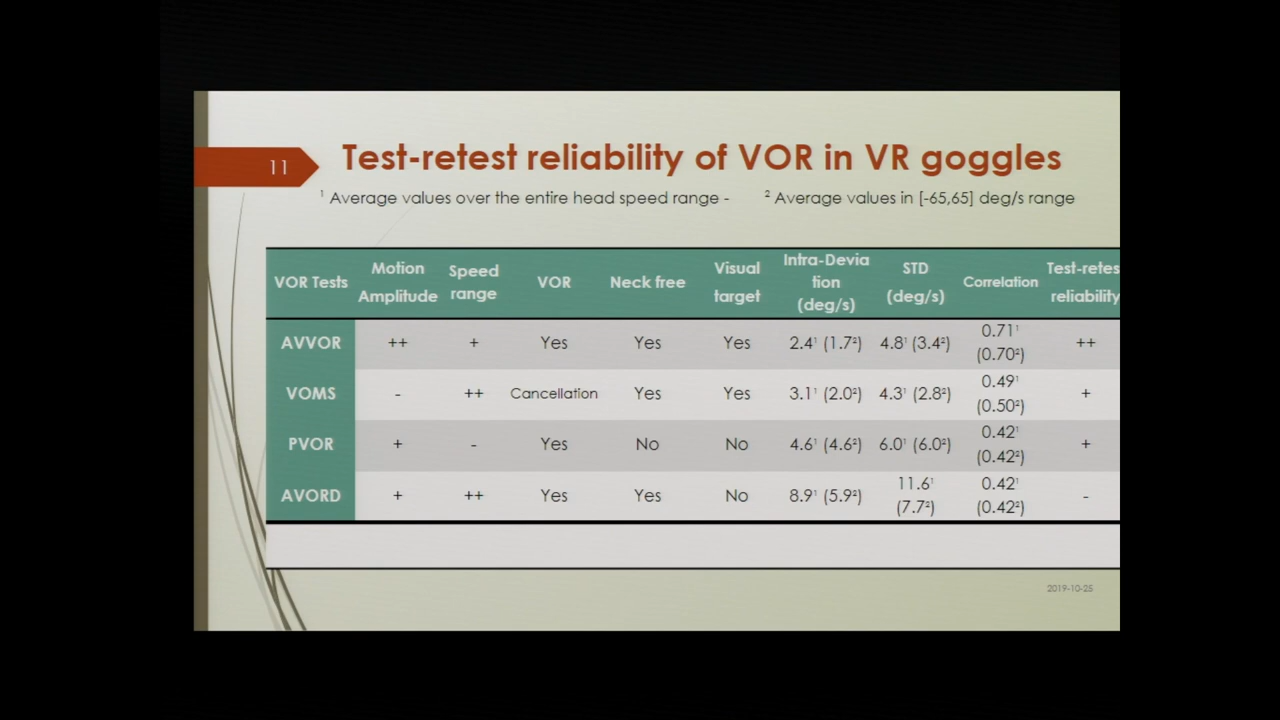 11
Test-retest reliability of VOR in VR goggles
¹ Average values over the entire head speed range - ² Average values in [-65,65] deg/s range
VOR Tests Motion Amplitude Speed range VOR Neck free Visual target Intra-Devia tion (deg/s) STD (deg/s) Correlation Test-retes reliability
AVVOR ++ + Yes Yes Yes 2.4¹ (1.7²) 4.8¹ (3.4²) 0.71¹ (0.70²) ++
VOMS - ++ Cancellation Yes Yes 3.1¹ (2.0²) 4.3¹ (2.8²) 0.49¹ (0.50²) +
PVOR + - Yes No No 4.6¹ (4.6²) 6.0¹ (6.0²) 0.42¹ (0.42²) +
AVORD + ++ Yes Yes No 8.9¹ (5.9²) 11.6¹ (7.7²) 0.42¹ (0.42²) -
2019-10-25